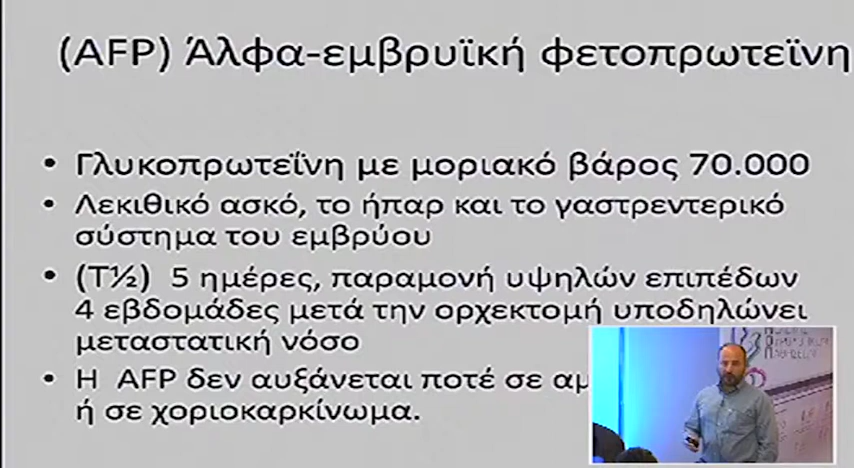 (AFP) Άλφα-εμβρυϊκή φετοπρωτεϊνη
• Γλυκοπρωτεΐνη με μοριακό βάρος 70.000
• Λεκιθικό ασκό, το ήπαρ και το γαστρεντερικό
σύστημα του εμβρύου
• (Τ½) 5 ημέρες, παραμονή υψηλών επιπέδων
4 εβδομάδες μετά την ορχεκτομή υποδηλώνει
μεταστατική νόσο
• Η AFP δεν αυξάνεται ποτέ σε
ή σε χοριοκαρκίνωμα.